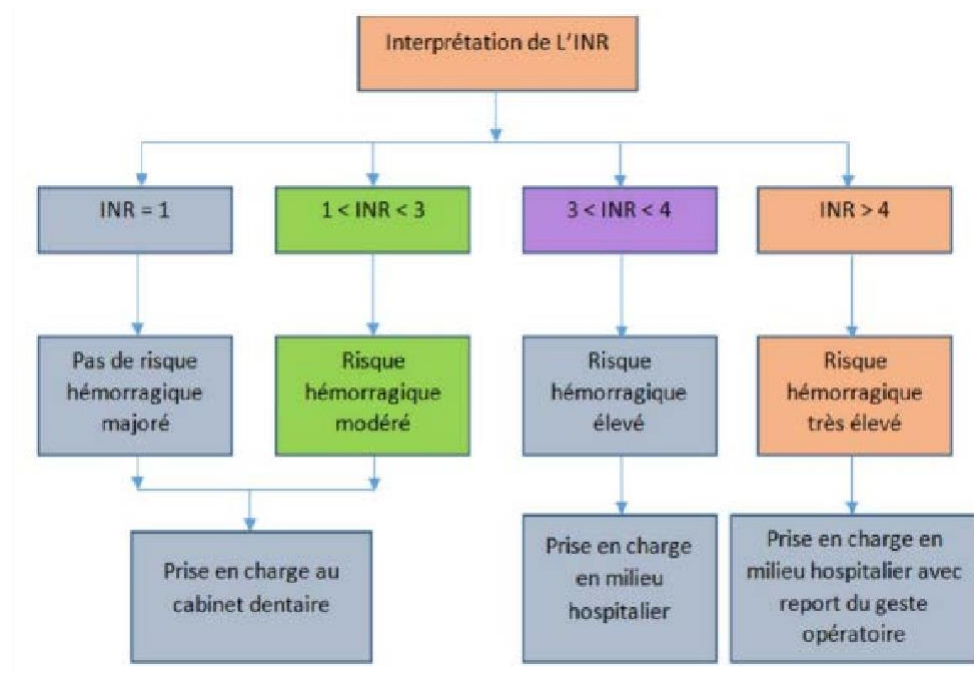 Interprétation de L'INR
INR = 1
1 < INR < 3
3 < INR < 4
INR > 4
Pas de risque
hémorragique
majoré
Risque
hémorragique
modéré
Risque
hémorragique
élevé
Risque
hémorragique
très élevé
Prise en charge au
cabinet dentaire
Prise en charge
en milieu
hospitalier
Prise en charge en
milieu hospitalier avec
report du geste
opératoire